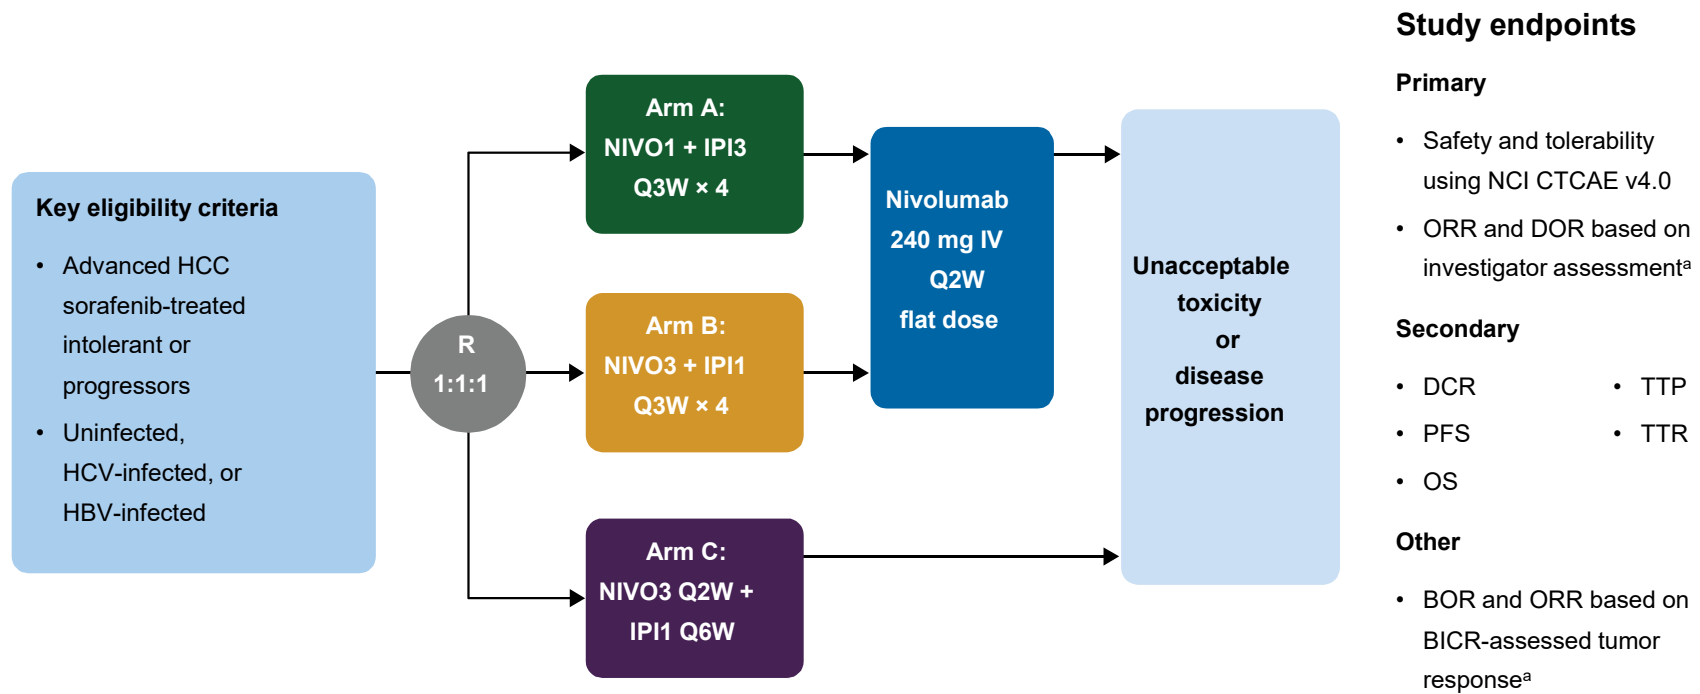 Key eligibility criteria
• Advanced HCC
sorafenib-treated
intolerant or
progressors
• Uninfected,
HCV-infected, or
HBV-infected
R
1:1:1
Arm A:
NIVO1 + IPI3
Q3W × 4
Arm B:
NIVO3 + IPI1
Q3W × 4
Arm C:
NIVO3 Q2W +
IPI1 Q6W
Nivolumab
240 mg IV
Q2W
flat dose
Unacceptable
toxicity
or
disease
progression
Study endpoints
Primary
• Safety and tolerability
using NCI CTCAE v4.0
• ORR and DOR based on
investigator assessmentᵃ
Secondary
• DCR • TTP
• PFS • TTR
• OS
Other
• BOR and ORR based on
BICR-assessed tumor
responseᵃ